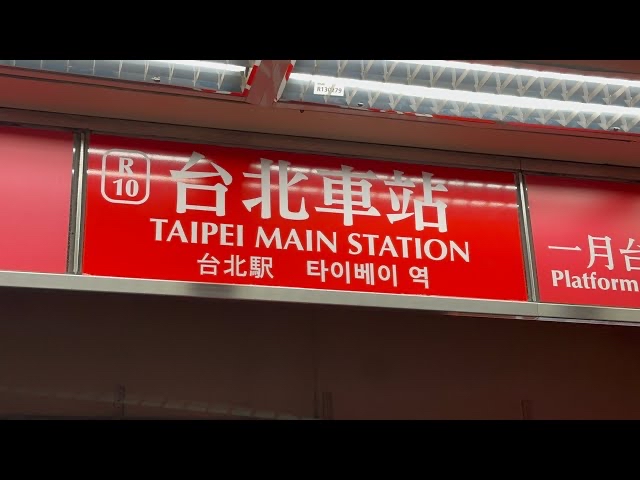 R130279
R
10
台北車站
TAIPEI MAIN STATION
台北駅 타이베이 역
一月台
Platform